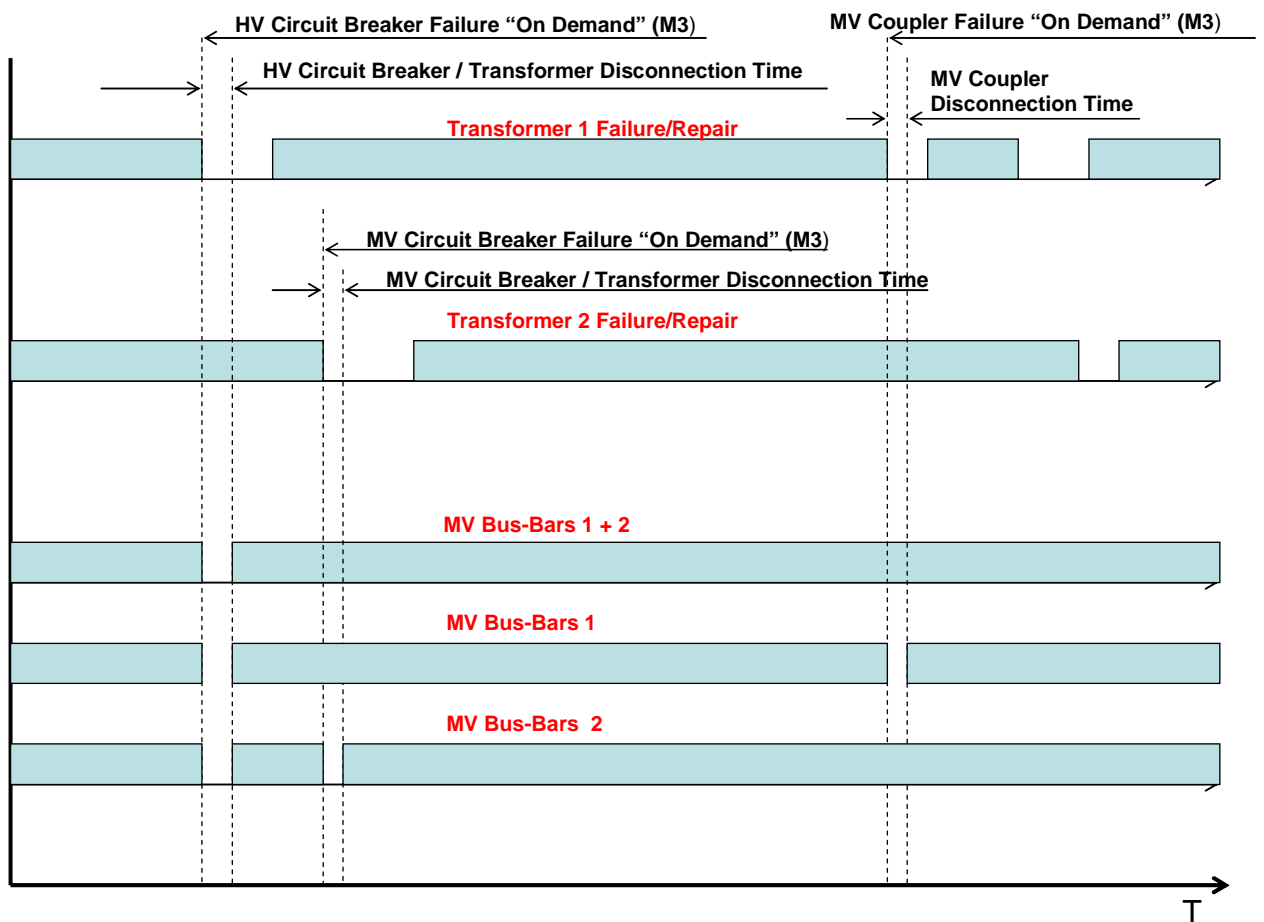 HV Circuit Breaker Failure “On Demand” (M3)
MV Coupler Failure “On Demand” (M3)
HV Circuit Breaker / Transformer Disconnection Time
MV Coupler
Disconnection Time
Transformer 1 Failure/Repair
MV Circuit Breaker Failure “On Demand” (M3)
MV Circuit Breaker / Transformer Disconnection Time
Transformer 2 Failure/Repair
MV Bus-Bars 1 + 2
MV Bus-Bars 1
MV Bus-Bars 2
T